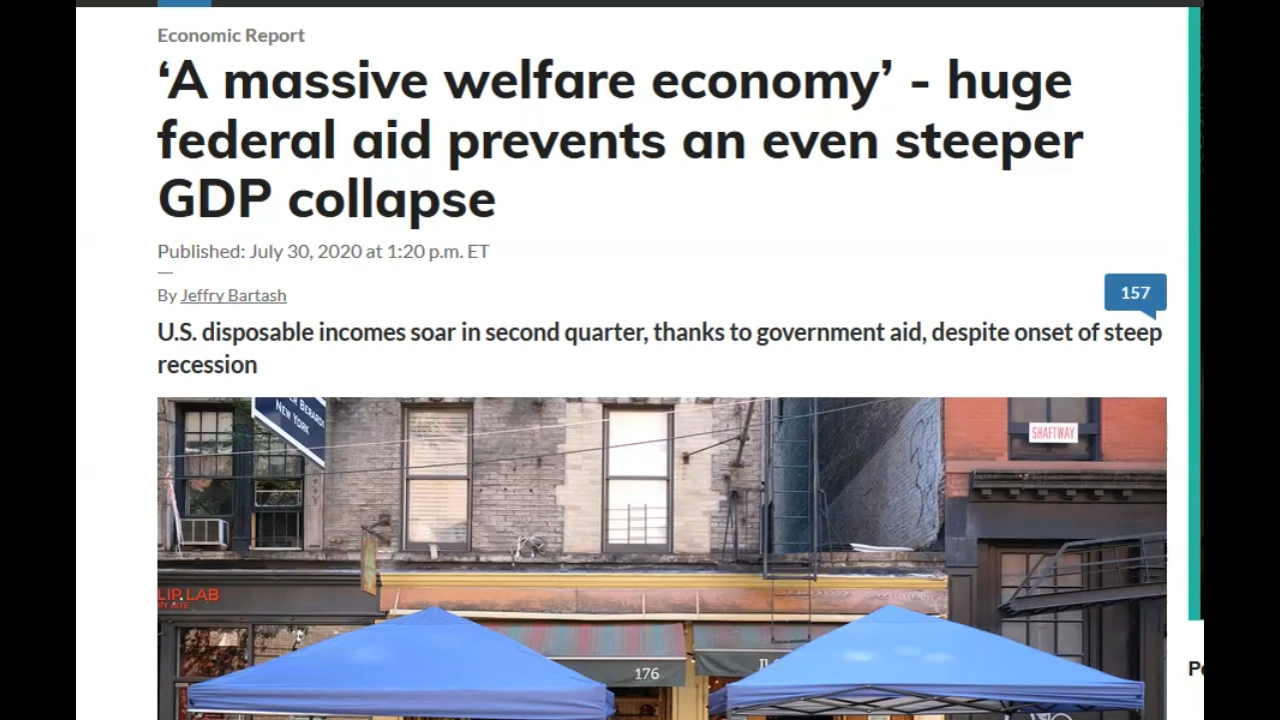 Economic Report
‘A massive welfare economy’ - huge
federal aid prevents an even steeper
GDP collapse
Published: July 30, 2020 at 1:20 p.m. ET
By Jeffry Bartash
157
U.S. disposable incomes soar in second quarter, thanks to government aid, despite onset of steep
recession
NEW YORK
SHAFTWAY
LIP LAB
176